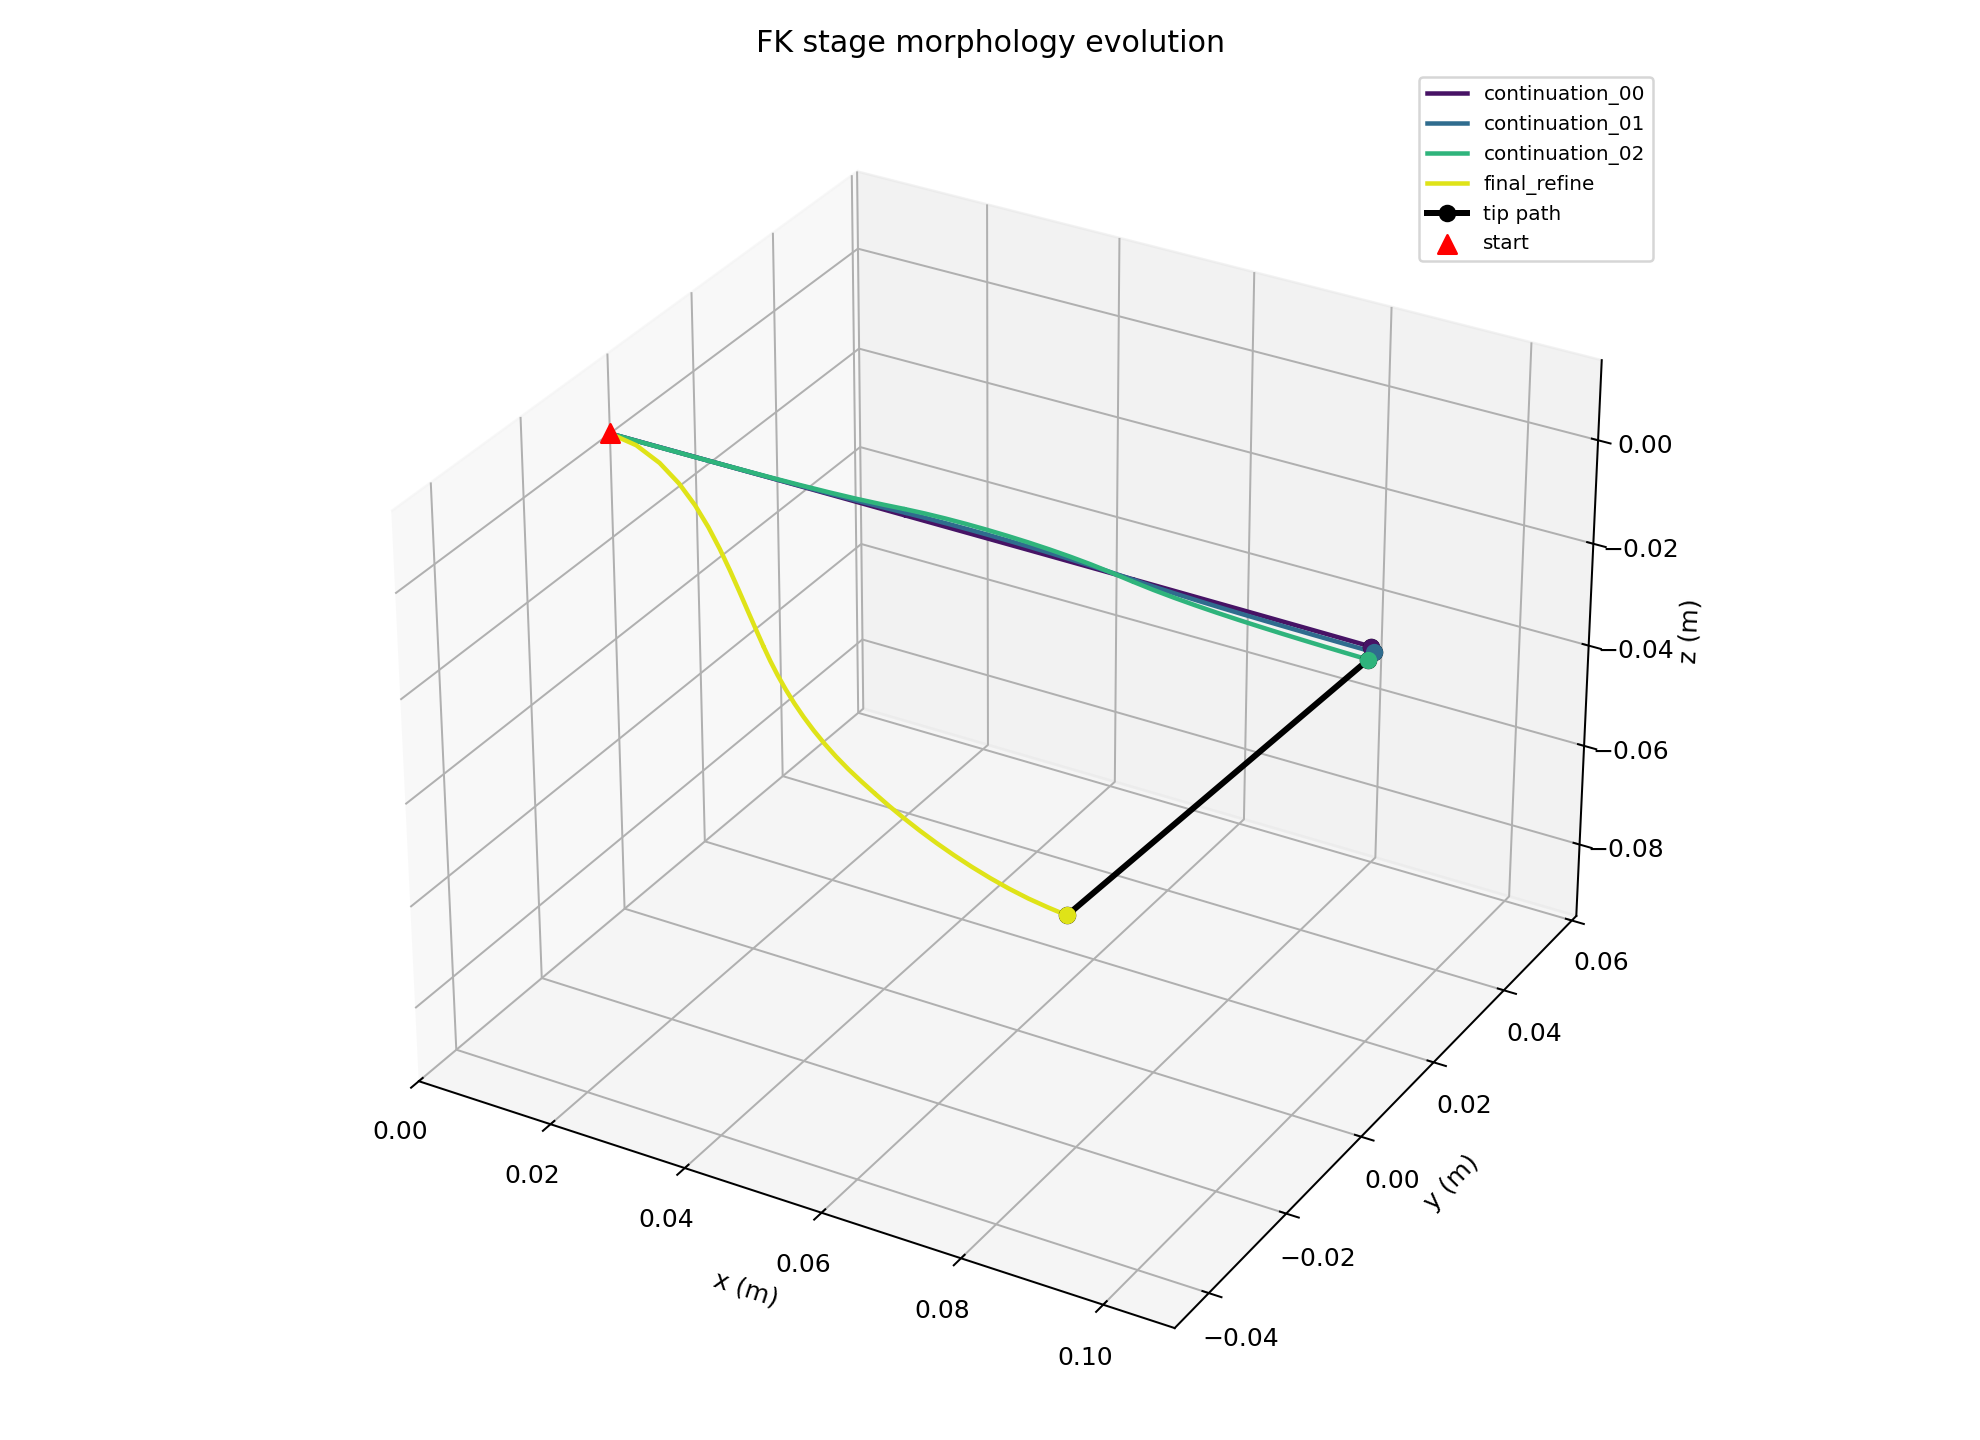 FK stage morphology evolution
continuation_00
continuation_01
continuation_02
final_refine
tip path
start
0.00
−0.02
−0.04
−0.06
−0.08
z (m)
0.06
0.04
0.02
0.00
−0.02
−0.04
y (m)
0.00
0.02
0.04
0.06
0.08
0.10
x (m)